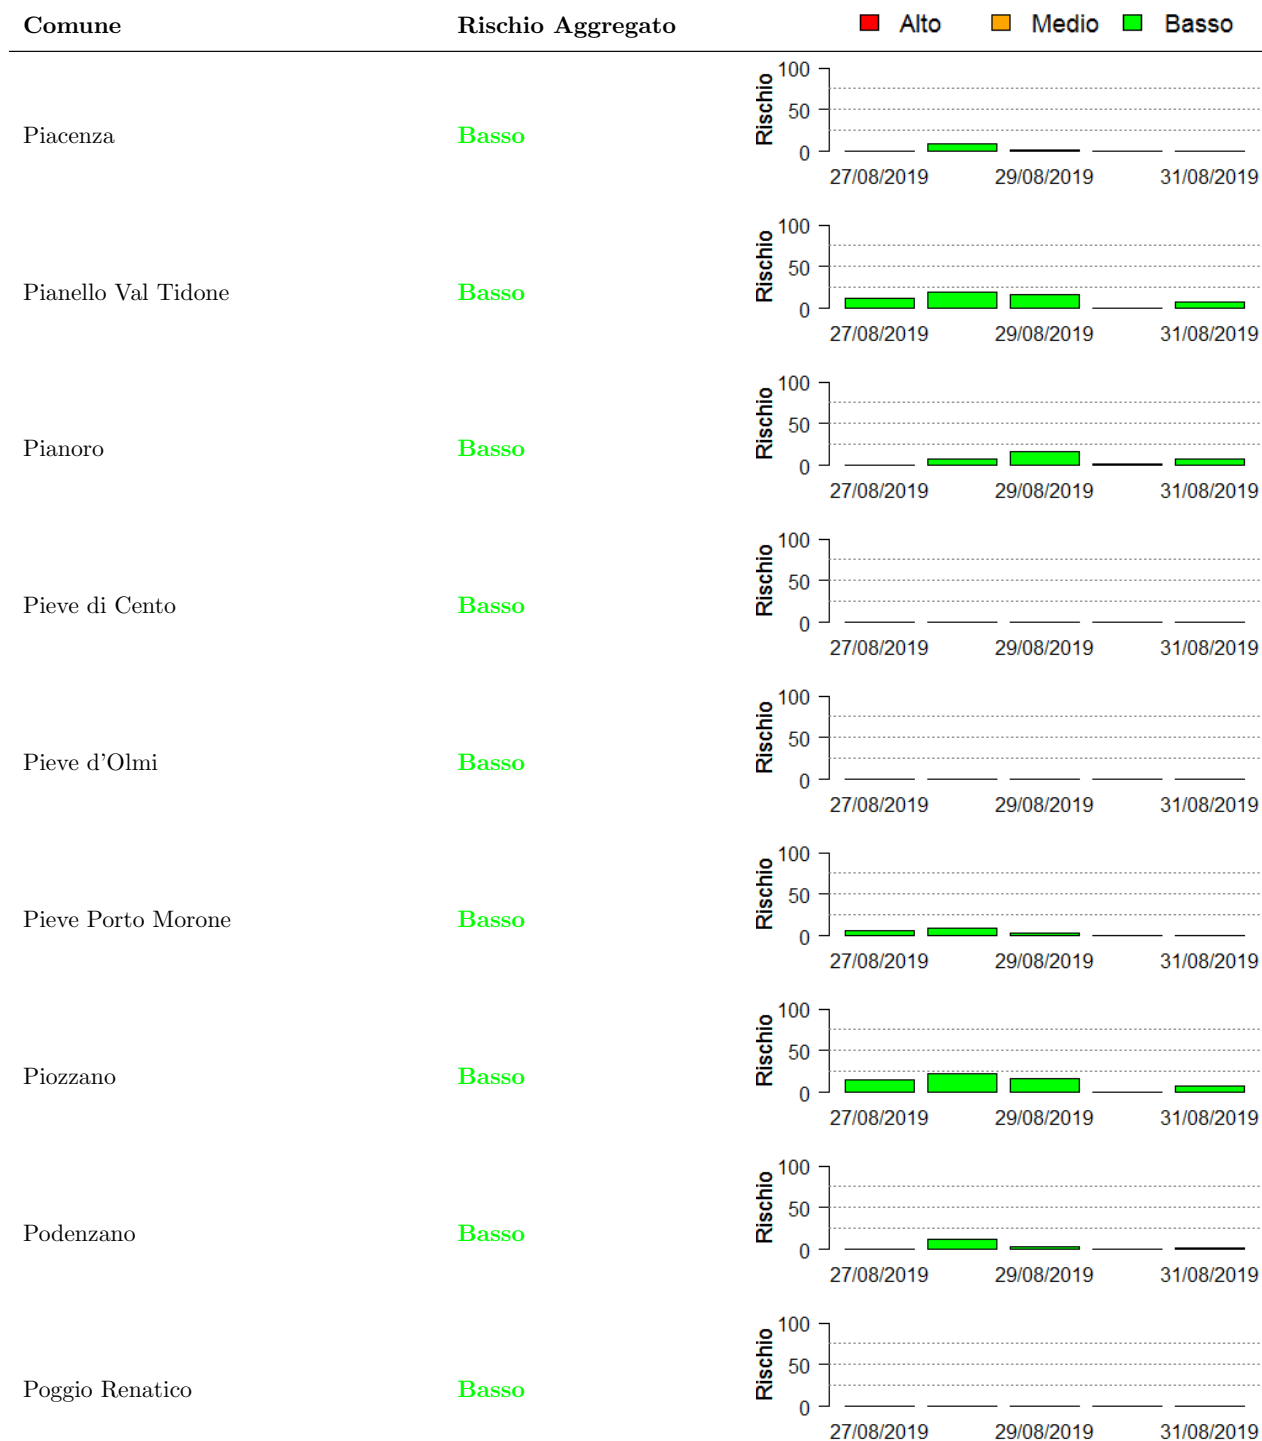 Comune Rischio Aggregato Alto Medio Basso
Piacenza Basso Rischio 100 50 0
27/08/2019 29/08/2019 31/08/2019
Pianello Val Tidone Basso Rischio 100 50 0
27/08/2019 29/08/2019 31/08/2019
Pianoro Basso Rischio 100 50 0
27/08/2019 29/08/2019 31/08/2019
Pieve di Cento Basso Rischio 100 50 0
27/08/2019 29/08/2019 31/08/2019
Pieve d'Olmi Basso Rischio 100 50 0
27/08/2019 29/08/2019 31/08/2019
Pieve Porto Morone Basso Rischio 100 50 0
27/08/2019 29/08/2019 31/08/2019
Piozzano Basso Rischio 100 50 0
27/08/2019 29/08/2019 31/08/2019
Podenzano Basso Rischio 100 50 0
27/08/2019 29/08/2019 31/08/2019
Poggio Renatico Basso Rischio 100 50 0
27/08/2019 29/08/2019 31/08/2019